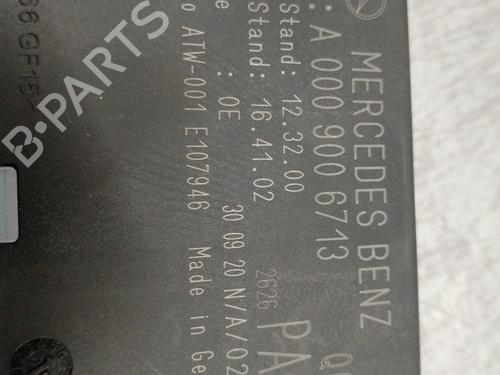 MERCEDES BENZ
: A 000 900 6713
Stand: 12.32.00
Stand: 16.41.02
: OE 30 09 20 N/A/02
ATW-001 E107946 Made in Ge
2626
PA
GF15<
B-PARTS